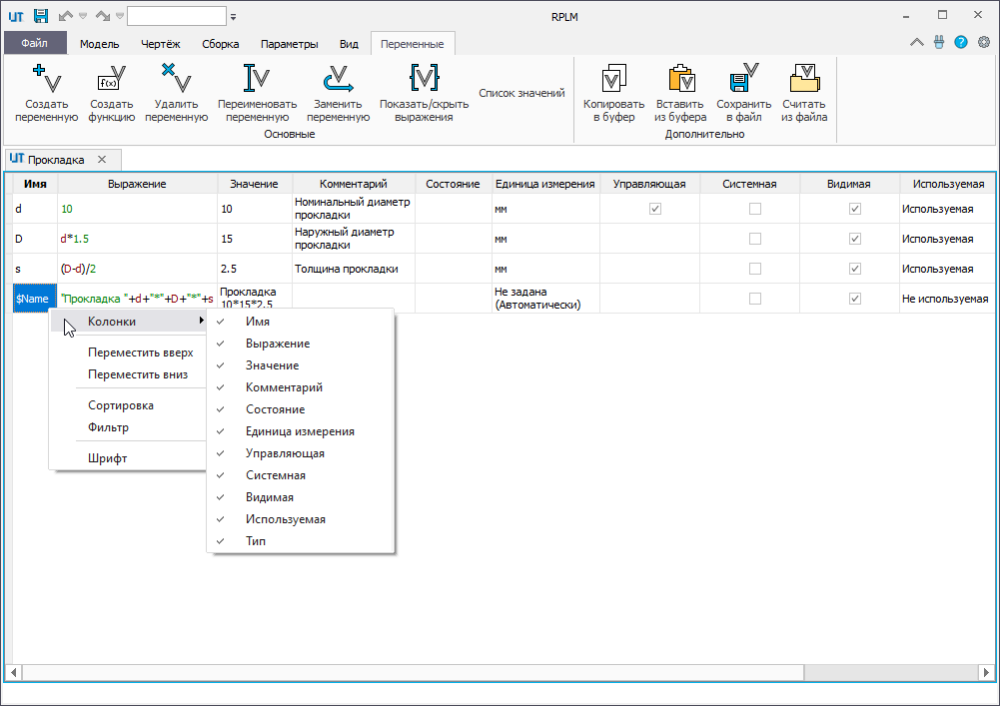 RPLM
Файл Модель Чертёж Сборка Параметры Вид Переменные
Создать переменную
Создать функцию
Удалить переменную
Переименовать переменную
Заменить переменную
Показать/скрыть выражения
Список значений
Копировать в буфер
Вставить из буфера
Сохранить в файл
Считать из файла
Основные Дополнительно
UT Прокладка
Имя Выражение Значение Комментарий Состояние Единица измерения Управляющая Системная Видимая Используемая
d 10 10 Номинальный диаметр прокладки мм Используемая
D d*1.5 15 Наружный диаметр прокладки мм Используемая
s (D-d)/2 2.5 Толщина прокладки мм Используемая
$Name "Прокладка "+d+"*"+D+"*"+s Прокладка 10*15*2.5 Не задана (Автоматически) Не используемая
Колонки
Переместить вверх
Переместить вниз
Сортировка
Фильтр
Шрифт
Имя
Выражение
Значение
Комментарий
Состояние
Единица измерения
Управляющая
Системная
Видимая
Используемая
Тип